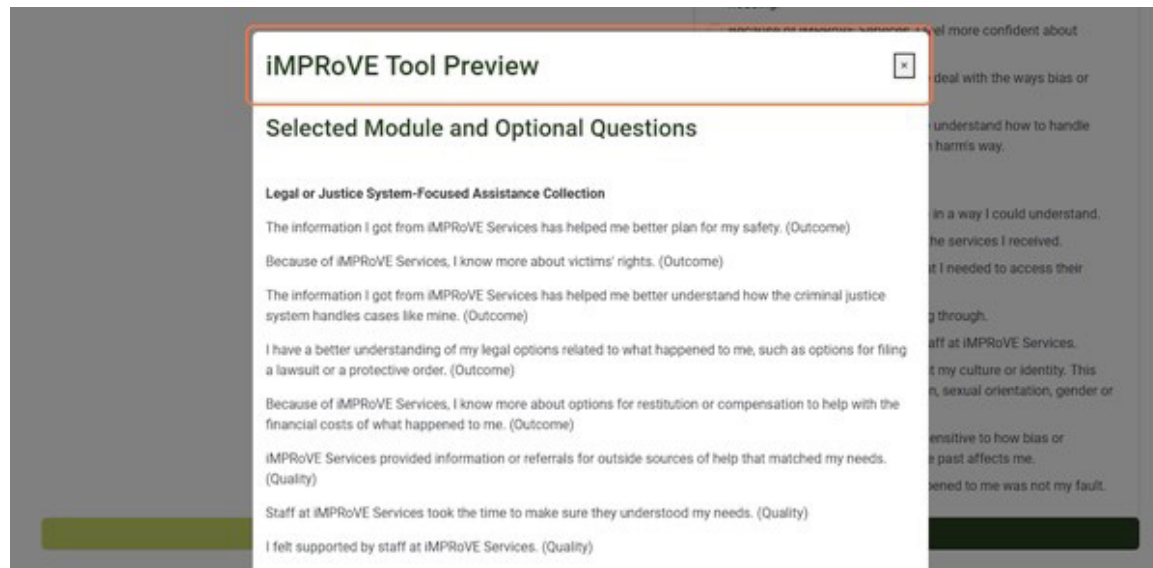 Because of iMPRoVE Services, I feel more confident about
iMPRoVE Tool Preview
×
deal with the ways bias or
Selected Module and Optional Questions
understand how to handle
harm's way.
Legal or Justice System-Focused Assistance Collection
in a way I could understand.
The information I got from iMPRoVE Services has helped me better plan for my safety. (Outcome)
he services I received.
Because of iMPRoVE Services, I know more about victims' rights. (Outcome)
I needed to access their
The information I got from iMPRoVE Services has helped me better understand how the criminal justice
system handles cases like mine. (Outcome)
g through.
aff at iMPRoVE Services.
I have a better understanding of my legal options related to what happened to me, such as options for filing
a lawsuit or a protective order. (Outcome)
my culture or identity. This
n, sexual orientation, gender or
Because of iMPRoVE Services, I know more about options for restitution or compensation to help with the
financial costs of what happened to me. (Outcome)
ensitive to how bias or
past affects me.
iMPRoVE Services provided information or referrals for outside sources of help that matched my needs.
(Quality)
pened to me was not my fault.
Staff at iMPRoVE Services took the time to make sure they understood my needs. (Quality)
I felt supported by staff at iMPRoVE Services. (Quality)